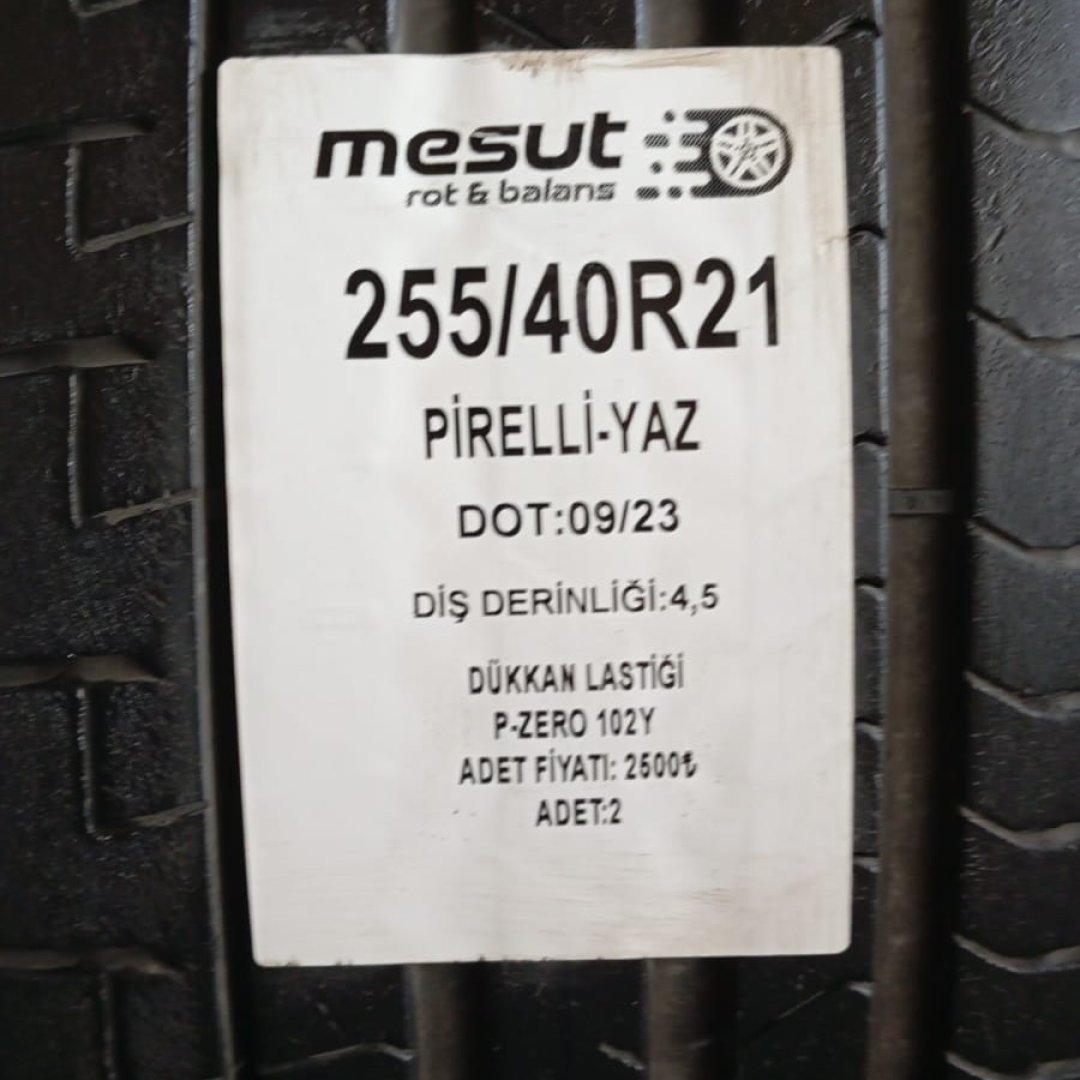 mesut
rot & balans
255/40R21
PİRELLİ-YAZ
DOT:09/23
DİŞ DERİNLİĞİ:4,5
DÜKKAN LASTİĞİ
P-ZERO 102Y
ADET FİYATI: 2500₺
ADET:2